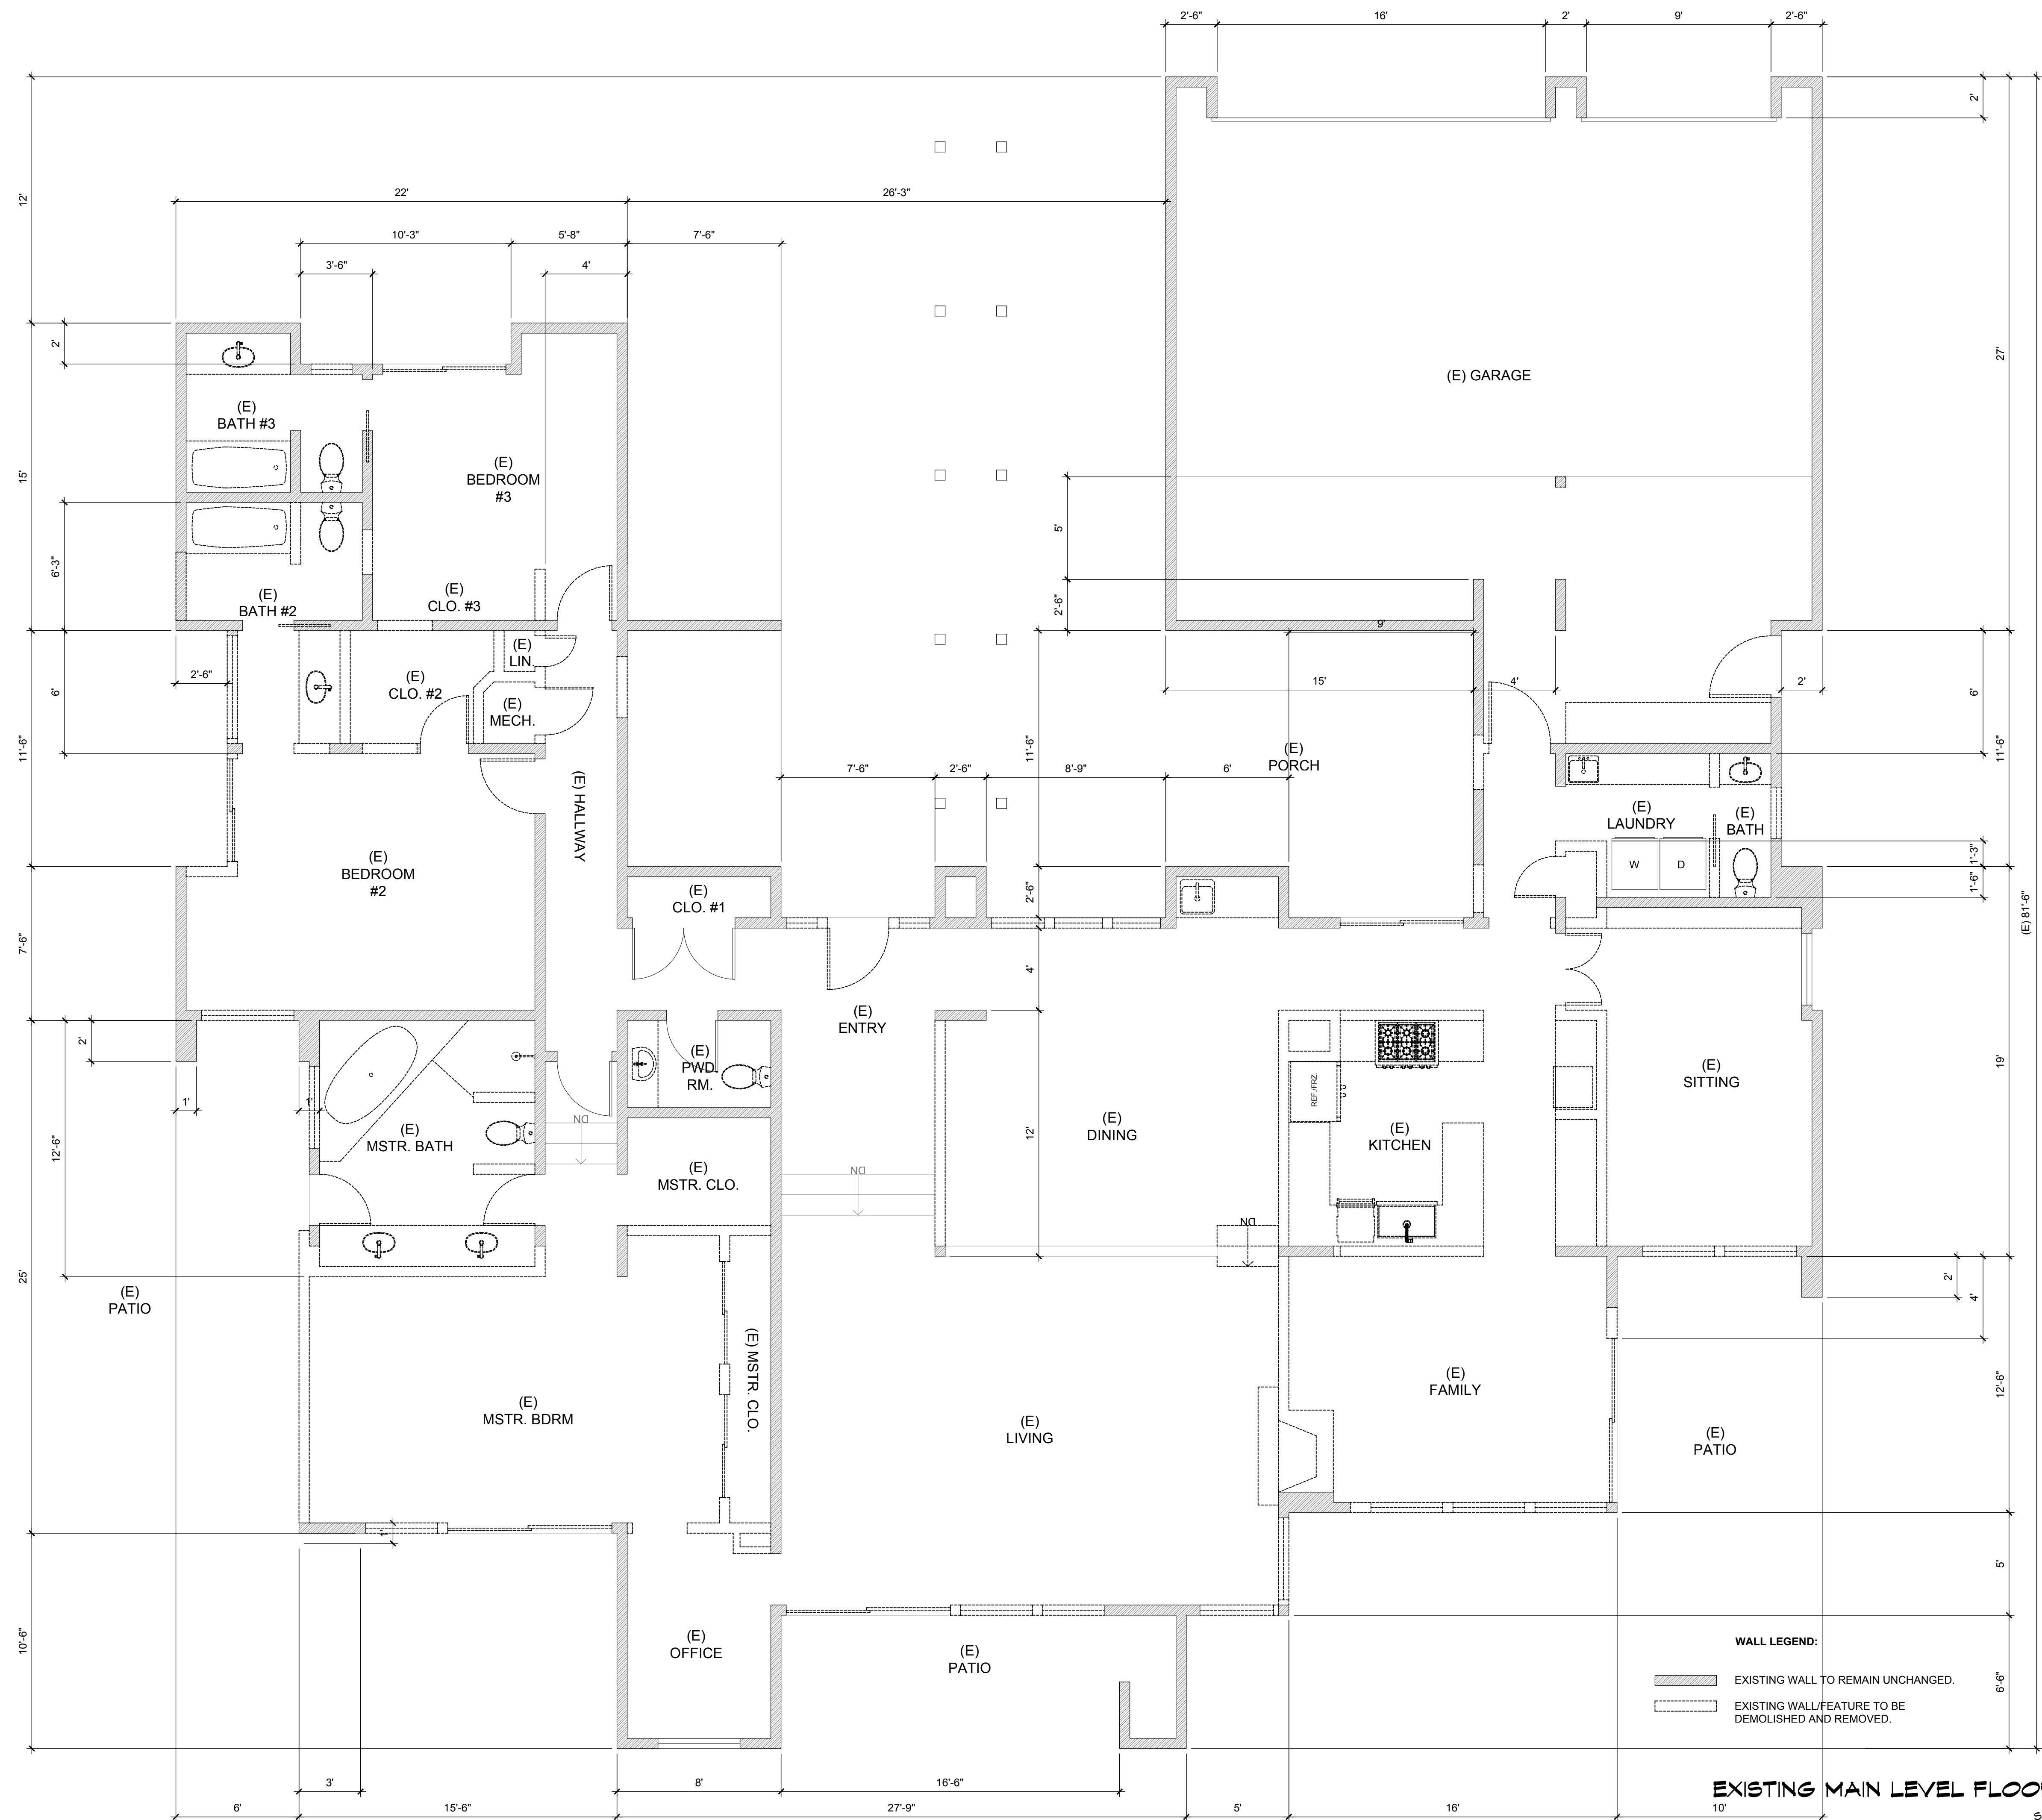 2'-6"
16'
2'
9'
2'-6"
2'
12'
22'
26'-3"
10'-3"
5'-8"
7'-6"
3'-6"
4'
2'
27'
(E) GARAGE
(E)
BATH #3
(E)
BEDROOM
#3
15'
5'
6'-3"
(E)
BATH #2
(E)
CLO. #3
2'-6"
9'
(E)
LIN.
2'-6"
(E)
CLO. #2
15'
4'
2'
6'
6'
(E)
MECH.
11'-6"
11'-6"
11'-6"
(E)
PORCH
7'-6"
2'-6"
8'-9"
6'
(E) HALLWAY
(E)
LAUNDRY
(E)
BATH
W
D
1'-3"
1'-6"
(E)
BEDROOM
#2
(E)
CLO. #1
2'-6"
(E) 81'-6"
7'-6"
4'
(E)
ENTRY
2'
(E)
PWD.
RM.
REF./FRZ.
(E)
SITTING
19'
1'
1'
DN
(E)
MSTR. BATH
(E)
DINING
12'
(E)
KITCHEN
12'-6"
(E)
MSTR. CLO.
DN
DN
25'
(E)
PATIO
2'
4'
(E) MSTR. CLO.
(E)
MSTR. BDRM
(E)
FAMILY
12'-6"
(E)
LIVING
(E)
PATIO
1'
5'
10'-6"
(E)
OFFICE
(E)
PATIO
WALL LEGEND:
EXISTING WALL TO REMAIN UNCHANGED.
EXISTING WALL/FEATURE TO BE
DEMOLISHED AND REMOVED.
6'-6"
3'
8'
16'-6"
EXISTING MAIN LEVEL FLOO
6'
15'-6"
27'-9"
5'
16'
10'